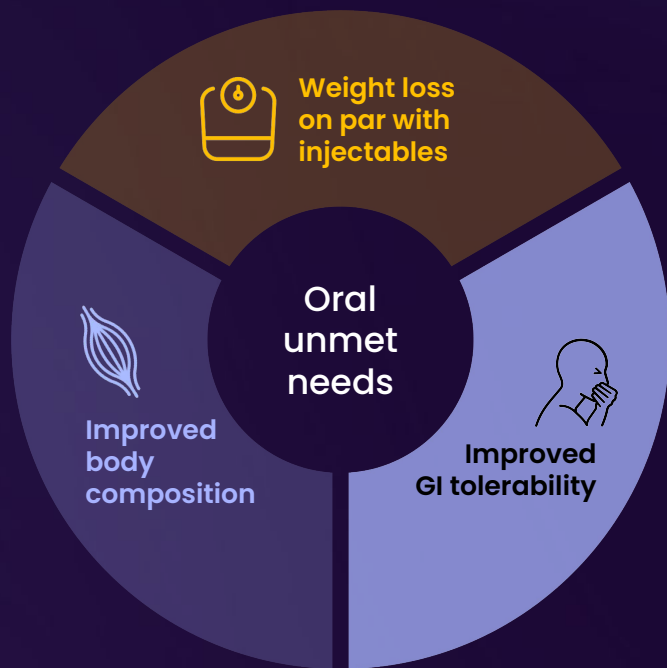 Weight loss
on par with
injectables
Oral
unmet
needs
Improved
body
composition
Improved
GI tolerability